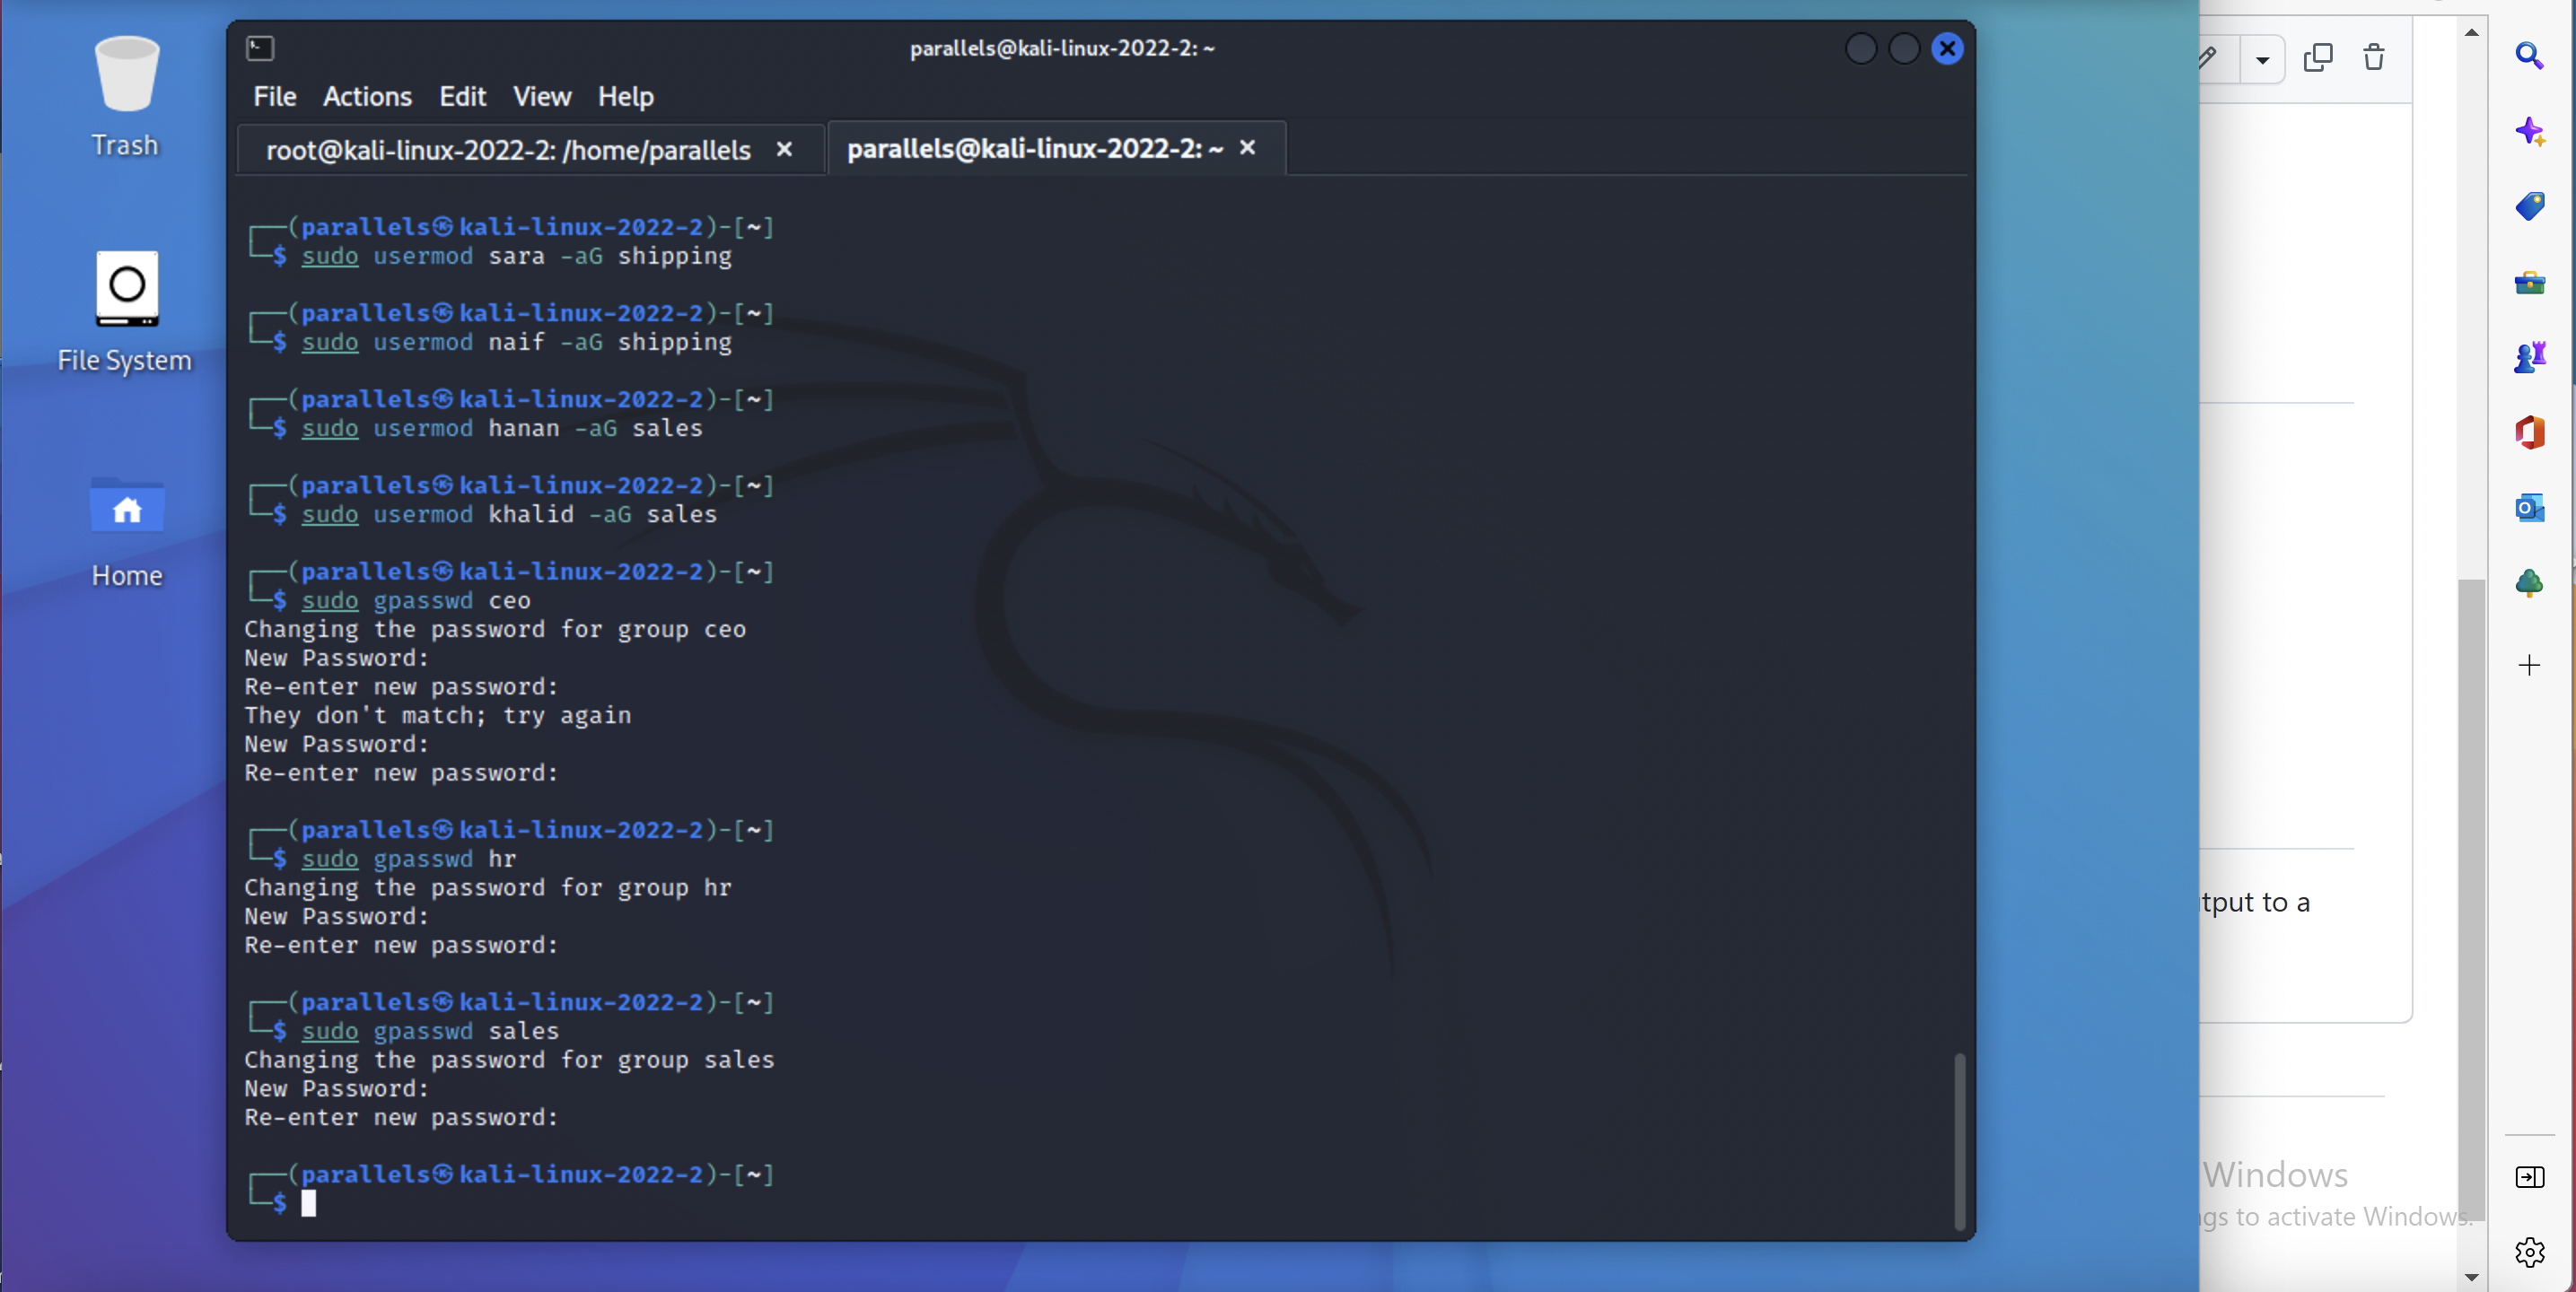 Trash
File System
Home
parallels@kali-linux-2022-2: ~
File Actions Edit View Help
root@kali-linux-2022-2: /home/parallels
parallels@kali-linux-2022-2: ~
┌──(parallels㉿kali-linux-2022-2)-[~]
└─$ sudo usermod sara -aG shipping
┌──(parallels㉿kali-linux-2022-2)-[~]
└─$ sudo usermod naif -aG shipping
┌──(parallels㉿kali-linux-2022-2)-[~]
└─$ sudo usermod hanan -aG sales
┌──(parallels㉿kali-linux-2022-2)-[~]
└─$ sudo usermod khalid -aG sales
┌──(parallels㉿kali-linux-2022-2)-[~]
└─$ sudo gpasswd ceo
Changing the password for group ceo
New Password:
Re-enter new password:
They don't match; try again
New Password:
Re-enter new password:
┌──(parallels㉿kali-linux-2022-2)-[~]
└─$ sudo gpasswd hr
Changing the password for group hr
New Password:
Re-enter new password:
┌──(parallels㉿kali-linux-2022-2)-[~]
└─$ sudo gpasswd sales
Changing the password for group sales
New Password:
Re-enter new password:
┌──(parallels㉿kali-linux-2022-2)-[~]
└─$
to a
Windows
to activate Windows.